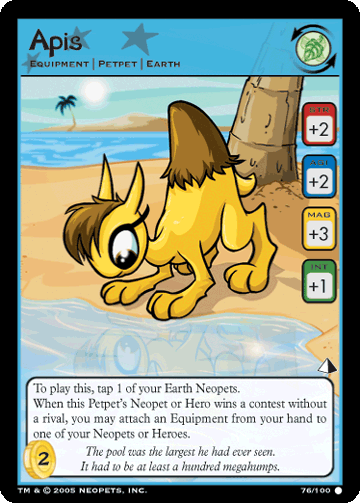 Apis
EQUIPMENT | PETPET | EARTH
STR
+2
AGI
+2
MAG
+3
INT
+1
To play this, tap 1 of your Earth Neopets.
When this Petpet's Neopet or Hero wins a contest without
a rival, you may attach an Equipment from your hand to
one of your Neopets or Heroes.
2
The pool was the largest he had ever seen.
It had to be at least a hundred megahumps.
TM & © 2005 NEOPETS, INC.
76/100